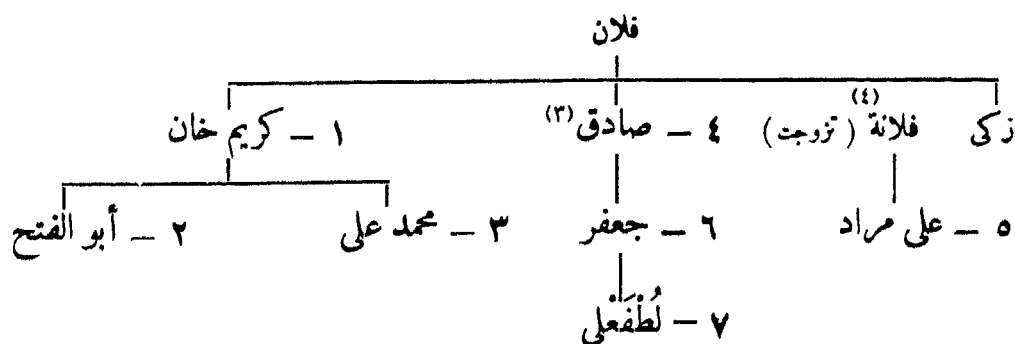 فلان
زكى فلانة (٤) (تزوجت) ٤ – صادق (٣) ١ – كريم خان
٥ – على مراد ٦ – جعفر ٣ – محمد على ٢ – أبو الفتح
٧ – لُطْفَعْلى